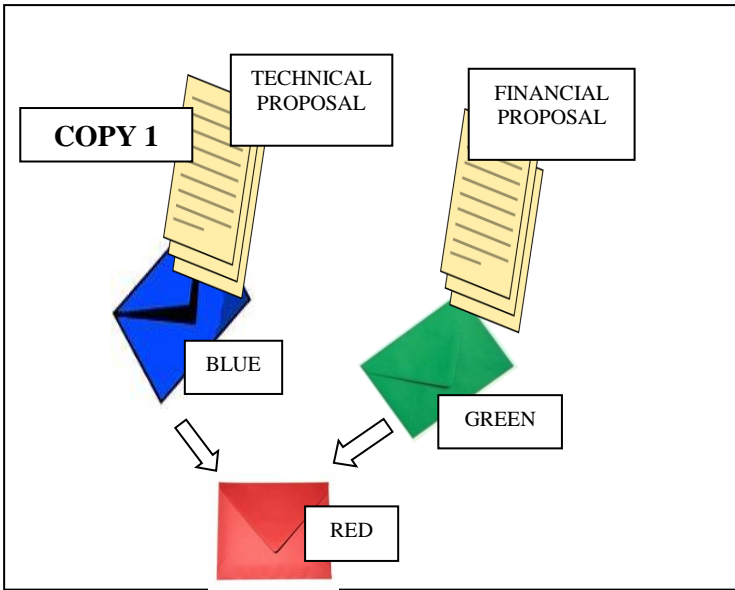 TECHNICAL
PROPOSAL
FINANCIAL
PROPOSAL
COPY 1
BLUE
GREEN
RED